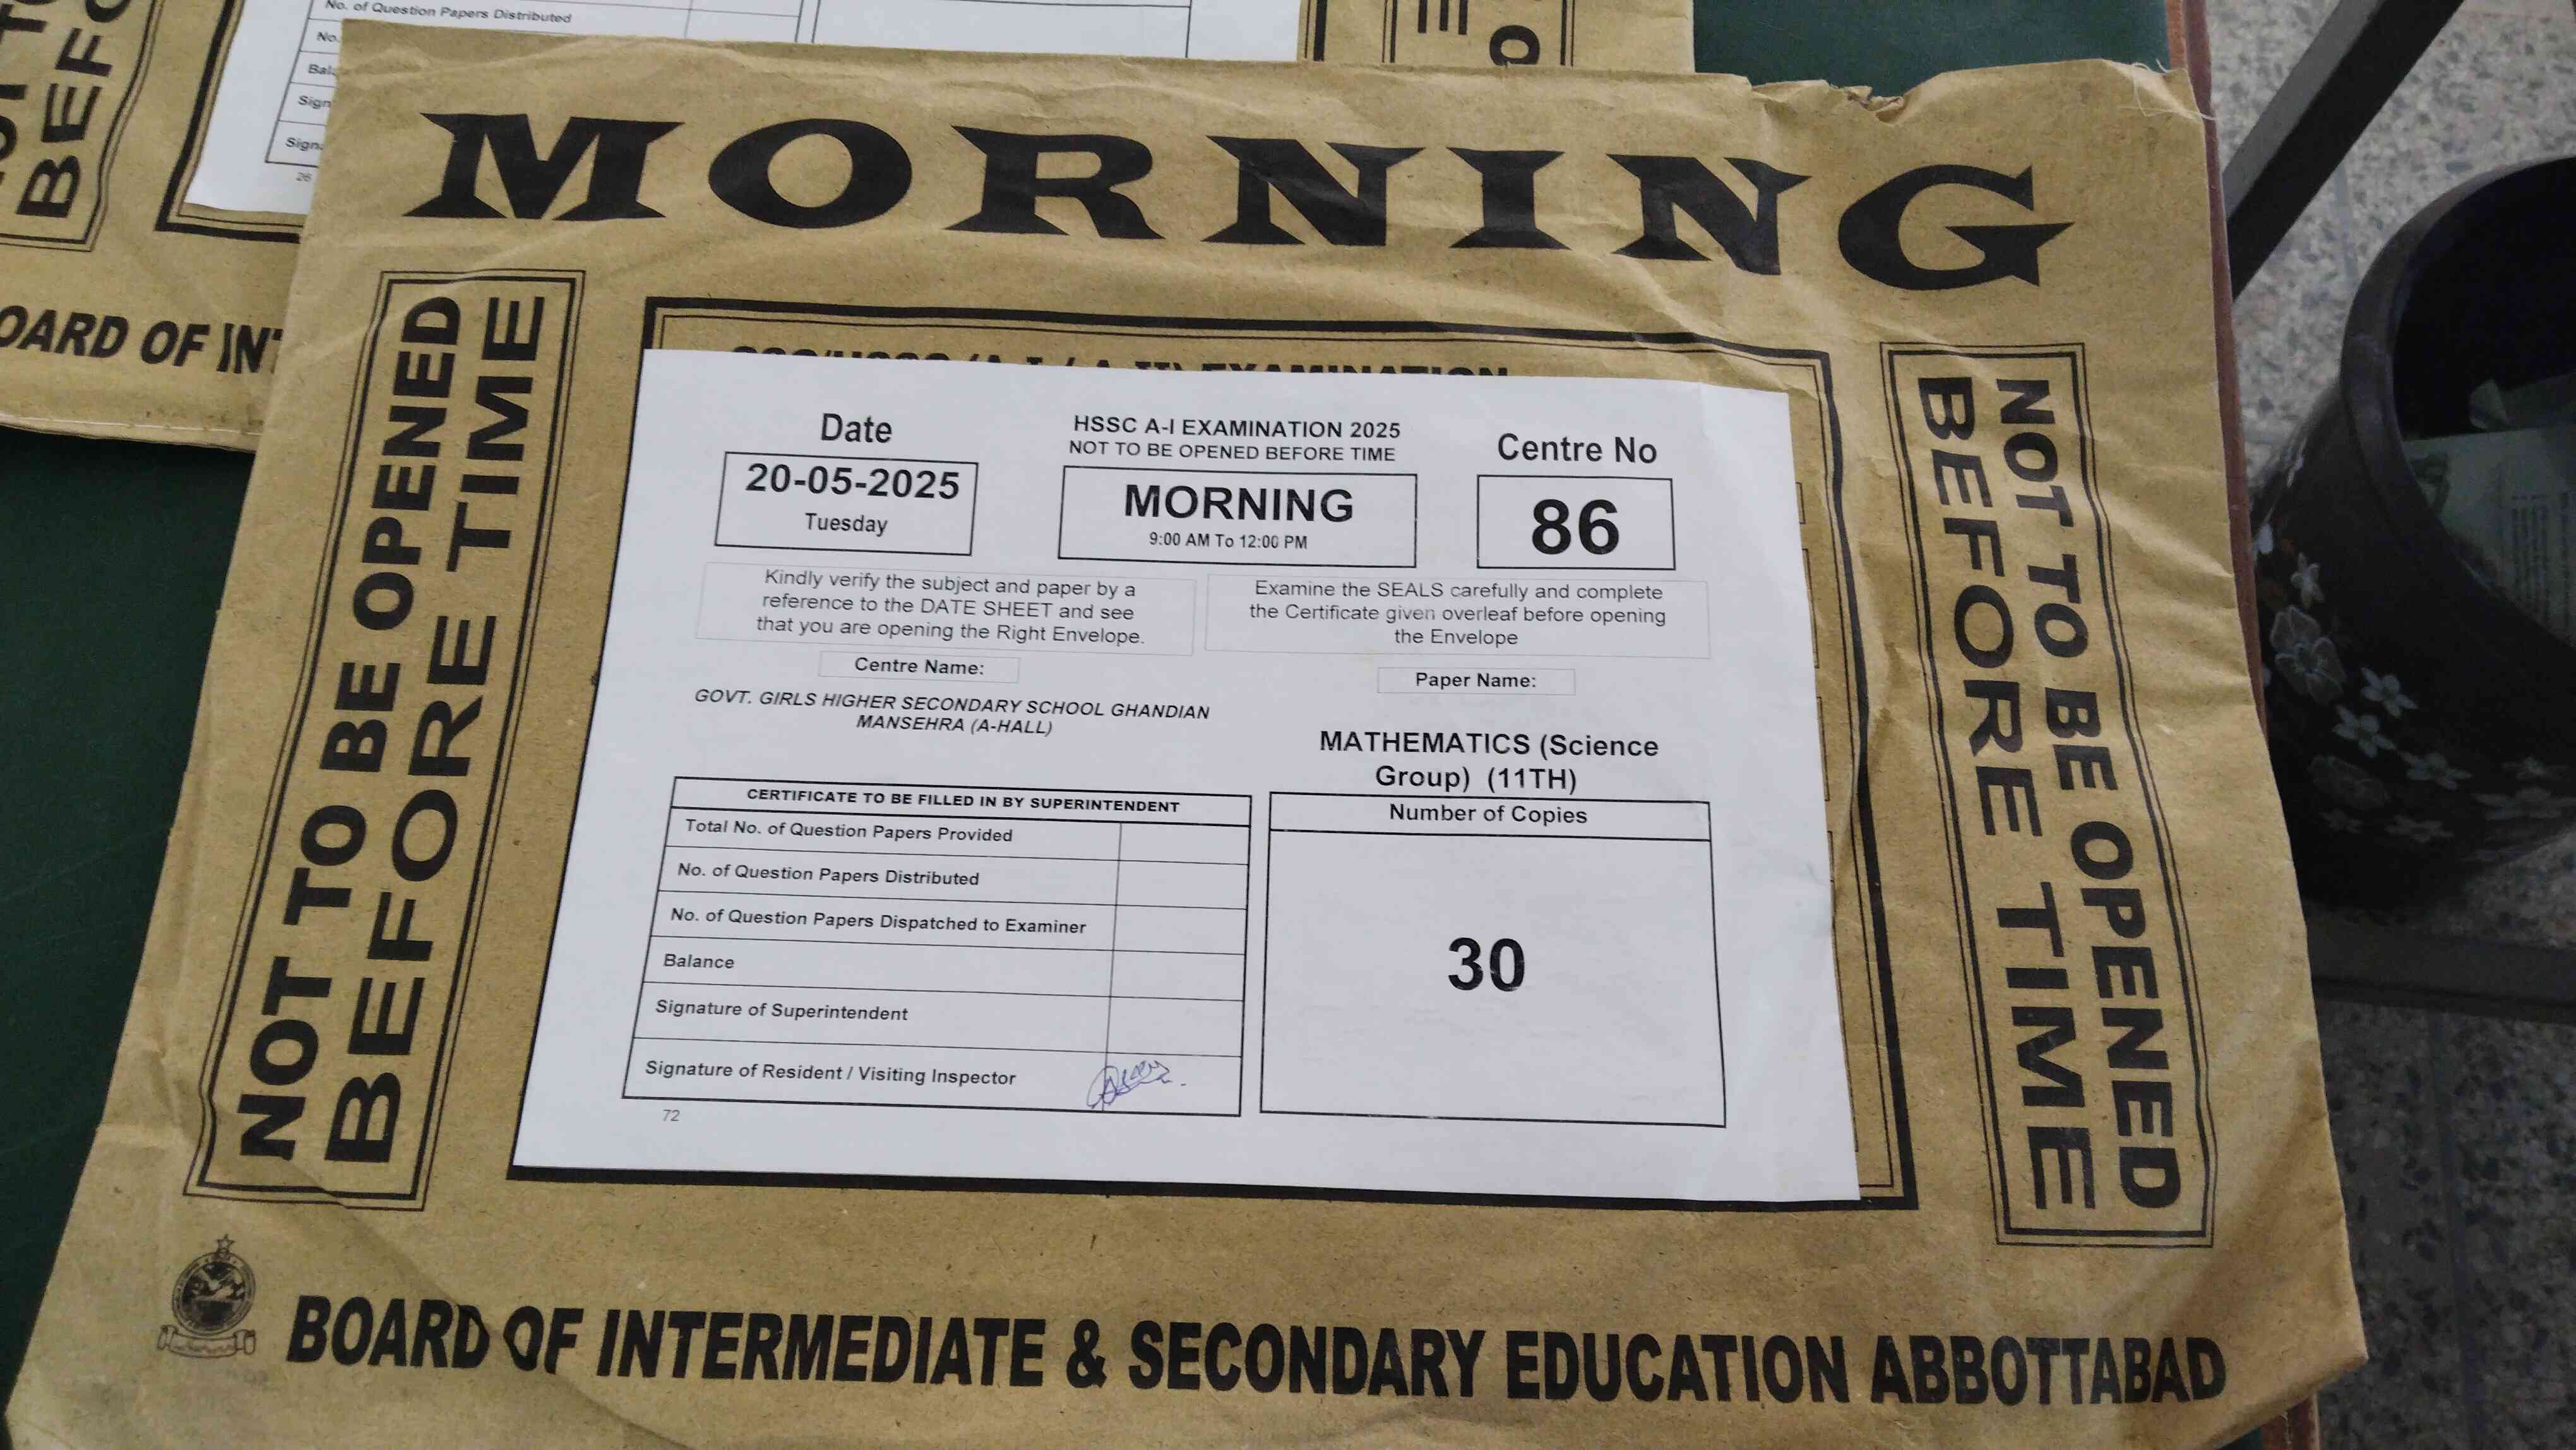 No. of Question Papers Distributed
No.
Sign
26
BEFO
BOARD OF INT
MORNING
NOT TO BE OPENED
BEFORE TIME
Date
20-05-2025
Tuesday
HSSC A-I EXAMINATION 2025
NOT TO BE OPENED BEFORE TIME
MORNING
9:00 AM To 12:00 PM
Centre No
86
Kindly verify the subject and paper by a
reference to the DATE SHEET and see
that you are opening the Right Envelope.
Examine the SEALS carefully and complete
the Certificate given overleaf before opening
the Envelope
Centre Name:
GOVT. GIRLS HIGHER SECONDARY SCHOOL GHANDIAN
MANSEHRA (A-HALL)
Paper Name:
MATHEMATICS (Science
Group) (11TH)
CERTIFICATE TO BE FILLED IN BY SUPERINTENDENT
Total No. of Question Papers Provided
No. of Question Papers Distributed
No. of Question Papers Dispatched to Examiner
Balance
Signature of Superintendent
Signature of Resident / Visiting Inspector
72
Number of Copies
30
NOT TO BE OPENED
BEFORE TIME
BOARD OF INTERMEDIATE & SECONDARY EDUCATION ABBOTTABAD